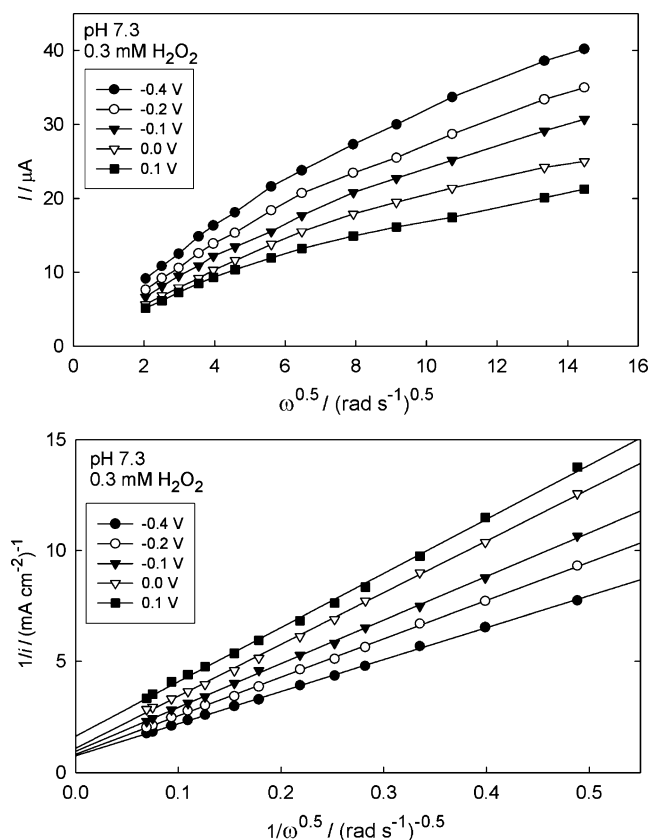 pH 7.3
0.3 mM H₂O₂
-0.4 V
-0.2 V
-0.1 V
0.0 V
0.1 V
40
30
20
10
0
I / µA
0 2 4 6 8 10 12 14 16
ω^0.5 / (rad s⁻¹)^0.5
pH 7.3
0.3 mM H₂O₂
-0.4 V
-0.2 V
-0.1 V
0.0 V
0.1 V
15
10
5
0
1/i / (mA cm⁻²)⁻¹
0.0 0.1 0.2 0.3 0.4 0.5
1/ω^0.5 / (rad s⁻¹)^-0.5